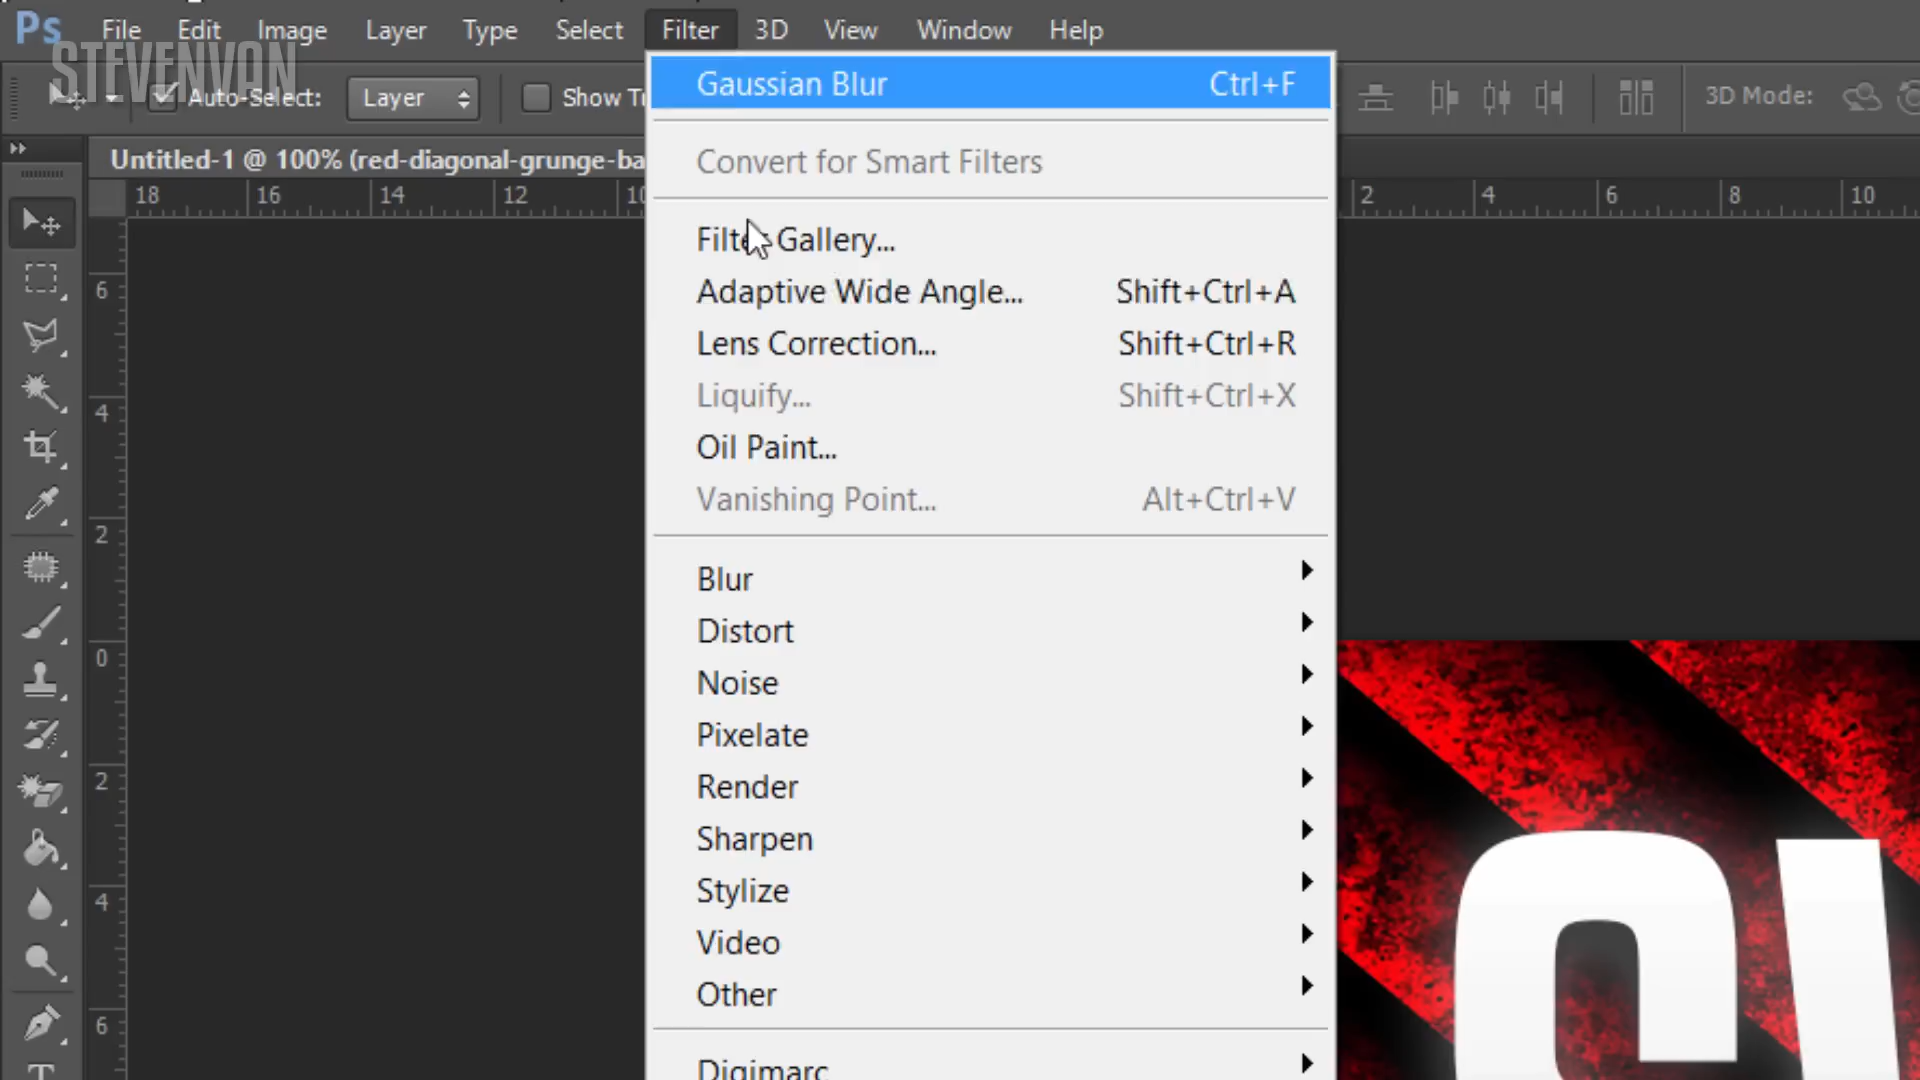 Ps File Edit Image Layer Type Select Filter 3D View Window Help
STEVENVAN
Auto-Select: Layer Show Tr 3D Mode:
Untitled-1 @ 100% (red-diagonal-grunge-ba
18 16 14 12 10 2 4 6 8 10
6
4
2
0
2
4
6
Gaussian Blur Ctrl+F
Convert for Smart Filters
Filter Gallery...
Adaptive Wide Angle... Shift+Ctrl+A
Lens Correction... Shift+Ctrl+R
Liquify... Shift+Ctrl+X
Oil Paint...
Vanishing Point... Alt+Ctrl+V
Blur
Distort
Noise
Pixelate
Render
Sharpen
Stylize
Video
Other
Digimarc